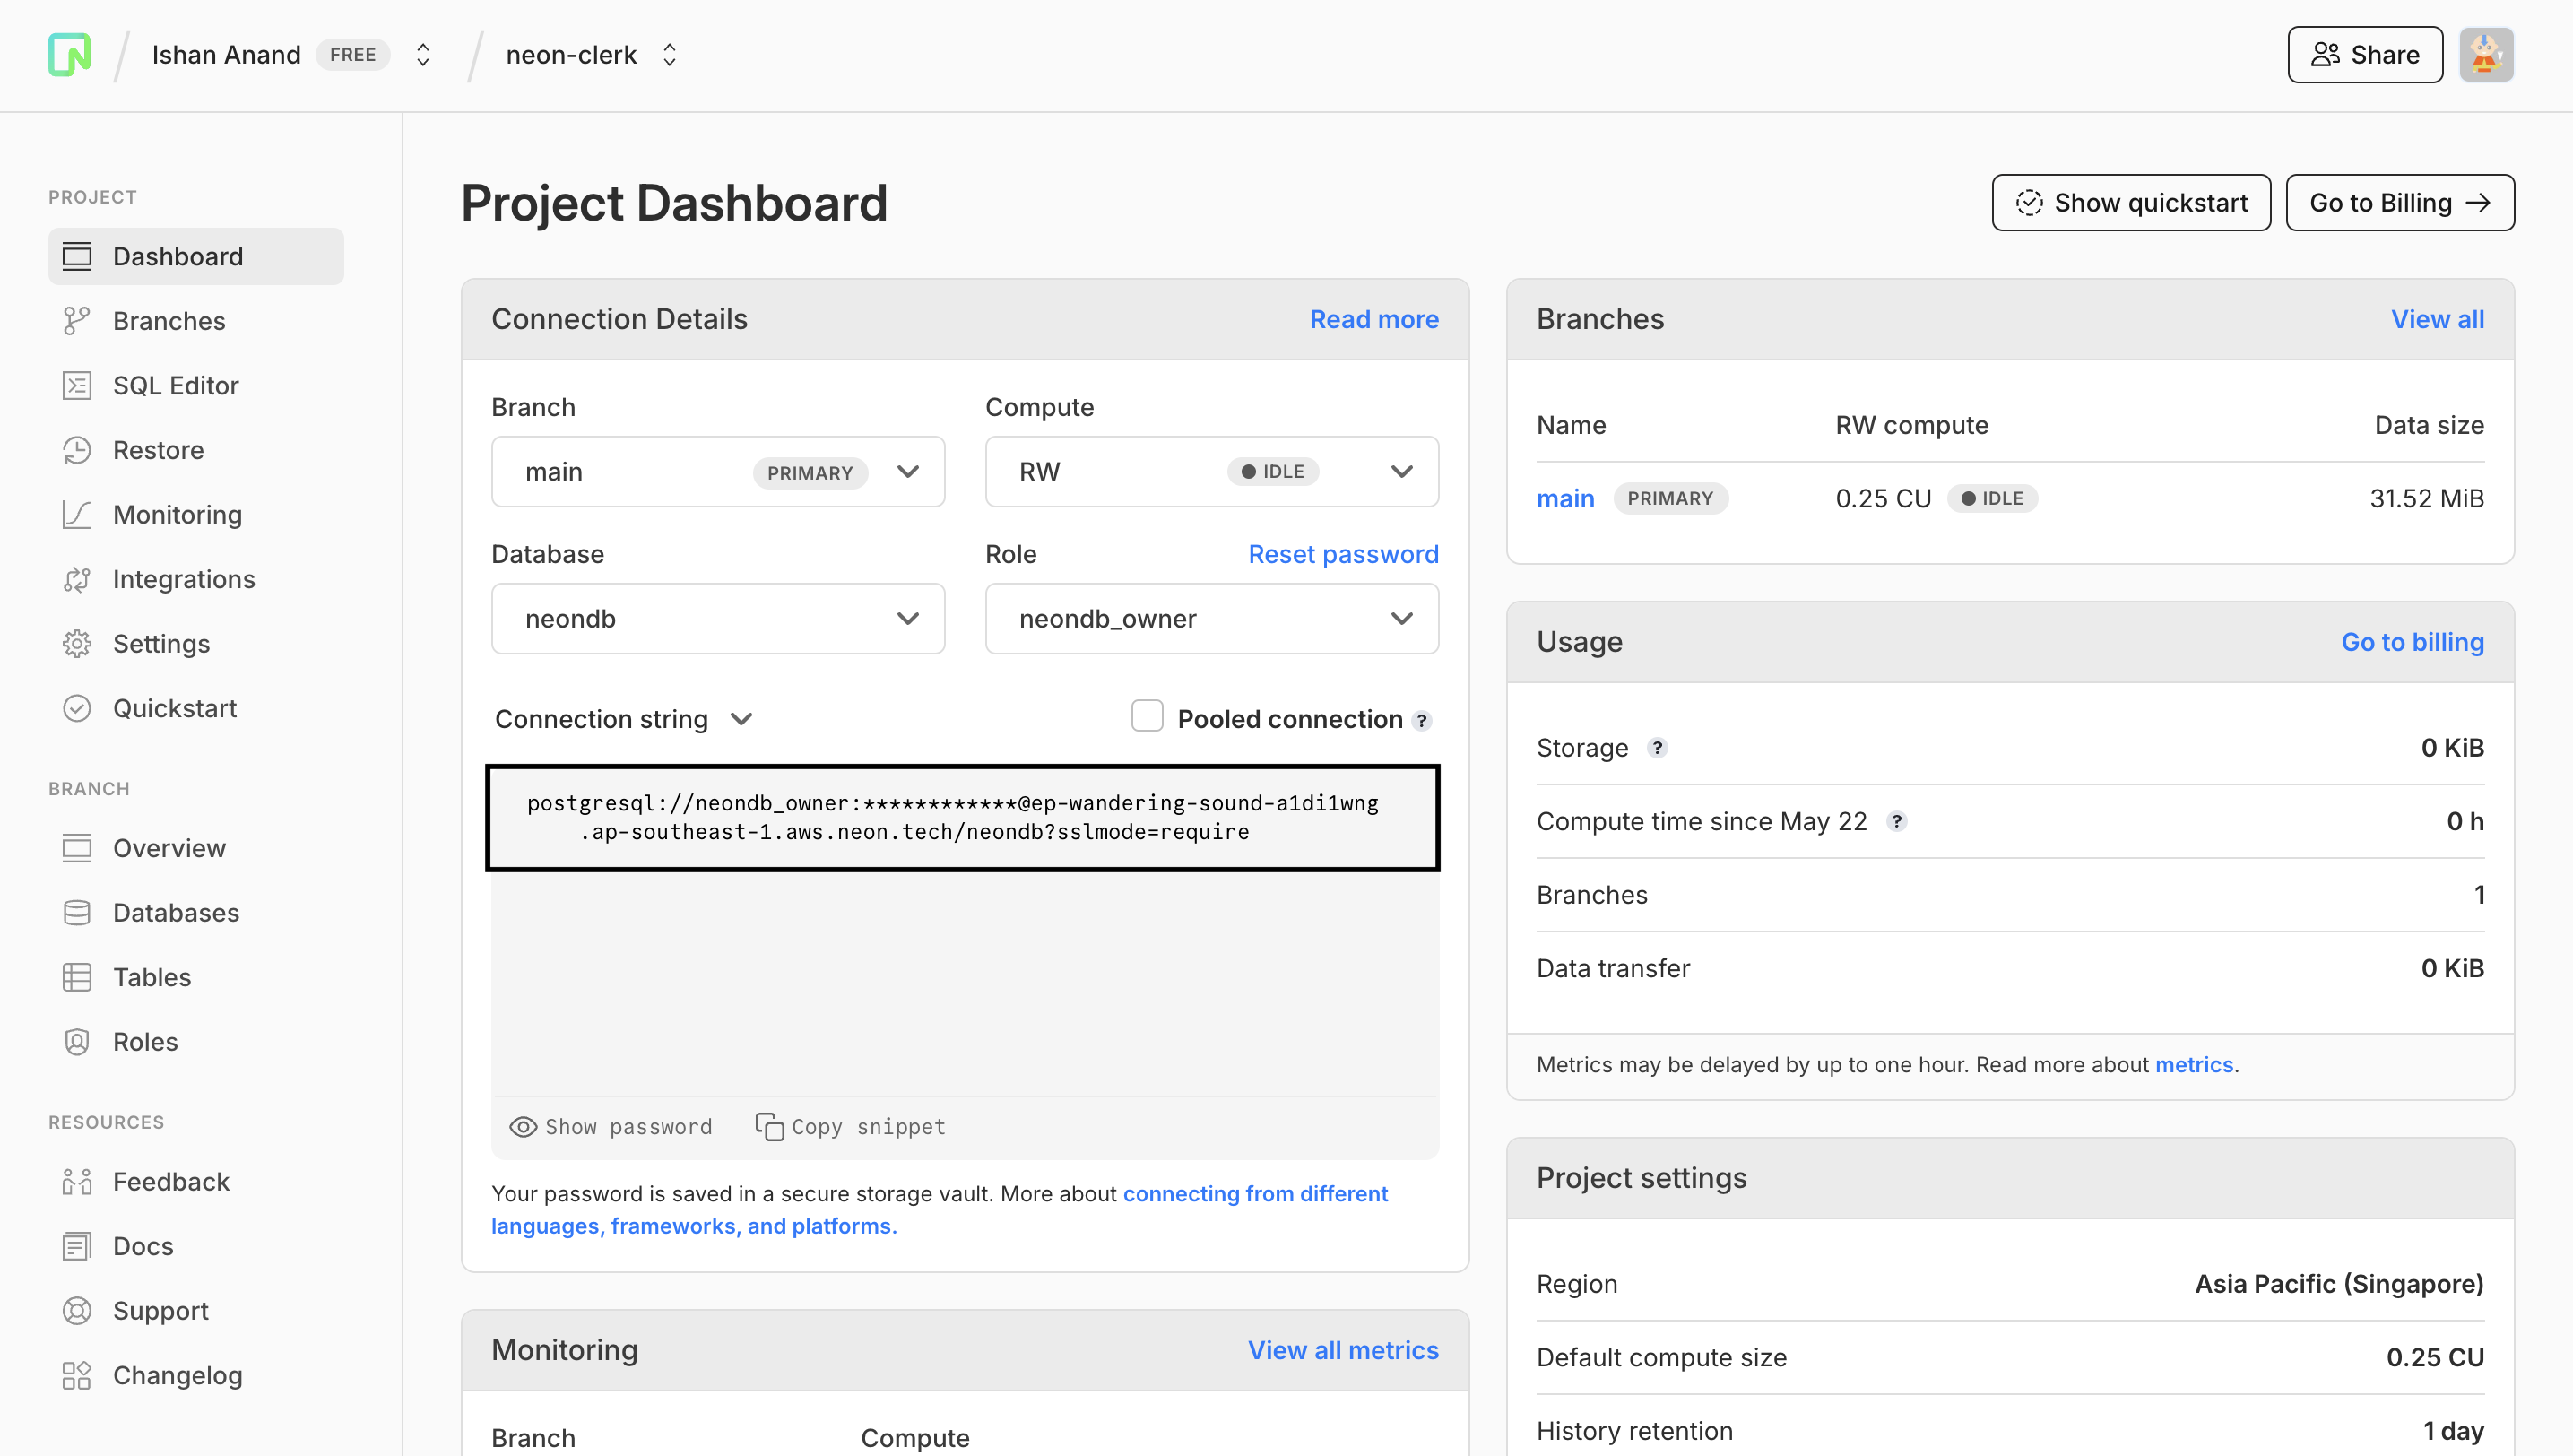 Ishan Anand FREE
neon-clerk
Share
PROJECT
Dashboard
Branches
SQL Editor
Restore
Monitoring
Integrations
Settings
Quickstart
BRANCH
Overview
Databases
Tables
Roles
RESOURCES
Feedback
Docs
Support
Changelog
Project Dashboard
Show quickstart
Go to Billing
Connection Details
Read more
Branch
Compute
main PRIMARY
RW IDLE
Database
Role
Reset password
neondb
neondb_owner
Connection string
Pooled connection ?
postgresql://neondb_owner:************@ep-wandering-sound-a1di1wng
.ap-southeast-1.aws.neon.tech/neondb?sslmode=require
Show password
Copy snippet
Your password is saved in a secure storage vault. More about connecting from different
languages, frameworks, and platforms.
Monitoring
View all metrics
Branch
Compute
Branches
View all
Name
RW compute
Data size
main PRIMARY
0.25 CU IDLE
31.52 MiB
Usage
Go to billing
Storage ?
0 KiB
Compute time since May 22 ?
0 h
Branches
1
Data transfer
0 KiB
Metrics may be delayed by up to one hour. Read more about metrics.
Project settings
Region
Asia Pacific (Singapore)
Default compute size
0.25 CU
History retention
1 day